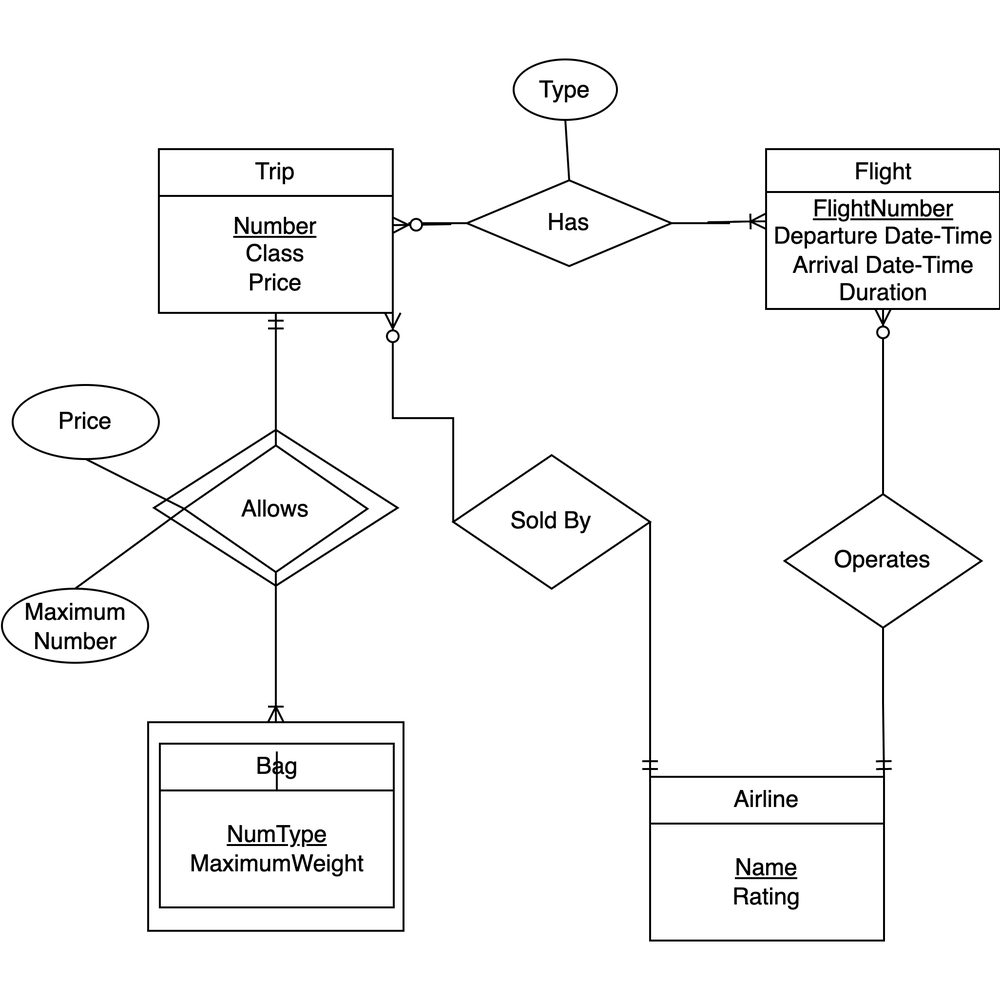 Type
Trip
Number
Class
Price
Has
Flight
FlightNumber
Departure Date-Time
Arrival Date-Time
Duration
Price
Allows
Maximum
Number
Sold By
Operates
Bag
NumType
MaximumWeight
Airline
Name
Rating